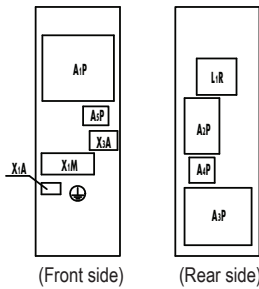 A1P
A5P
X3A
X1M
X1A
(Front side)
L1R
A2P
A4P
A3P
(Rear side)